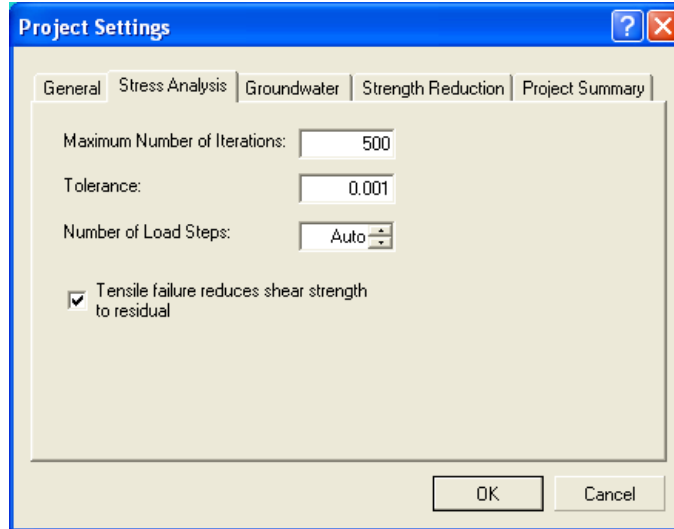 Project Settings
General Stress Analysis Groundwater Strength Reduction Project Summary
Maximum Number of Iterations: 500
Tolerance: 0.001
Number of Load Steps: Auto
Tensile failure reduces shear strength
to residual
OK Cancel